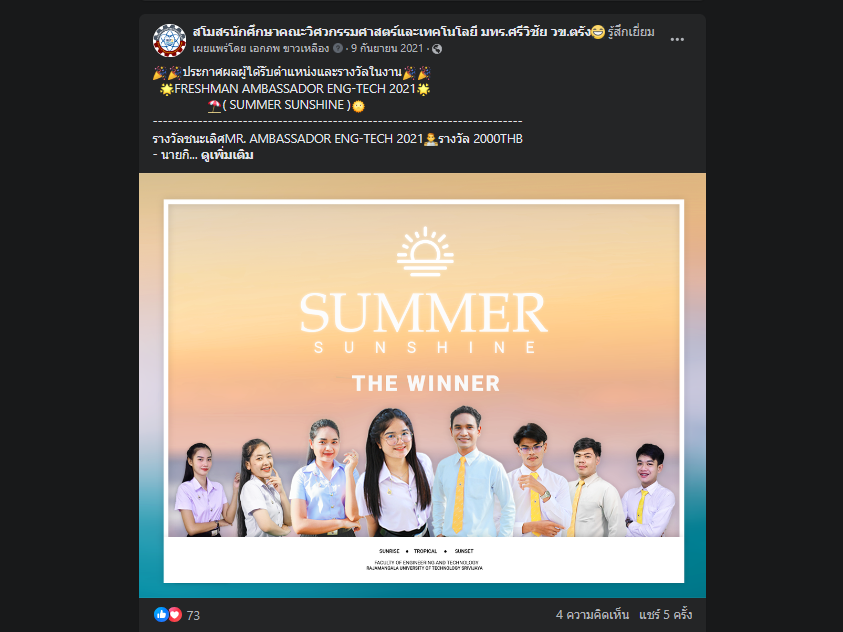 สโมสรนักศึกษาคณะวิศวกรรมศาสตร์และเทคโนโลยี มทร.ศรีวิชัย วข.ตรัง😁รู้สึกเยี่ยม
เผยแพร่โดย เอกภพ ขาวเหลือง · 9 กันยายน 2021 ·
🎉🎉ประกาศผลผู้ได้รับตำแหน่งและรางวัลในงาน🎉🎉
🌟FRESHMAN AMBASSADOR ENG-TECH 2021🌟
⛱️( SUMMER SUNSHINE )🌞
-----------------------------------------------------------------------
รางวัลชนะเลิศMR. AMBASSADOR ENG-TECH 2021🤵รางวัล 2000THB
- นายกิ... ดูเพิ่มเติม
SUMMER
SUNSHINE
THE WINNER
SUNRISE ● TROPICAL ● SUNSET
FACULTY OF ENGINEERING AND TECHNOLOGY
RAJAMANGALA UNIVERSITY OF TECHNOLOGY SRIVIJAYA
73
4 ความคิดเห็น แชร์ 5 ครั้ง